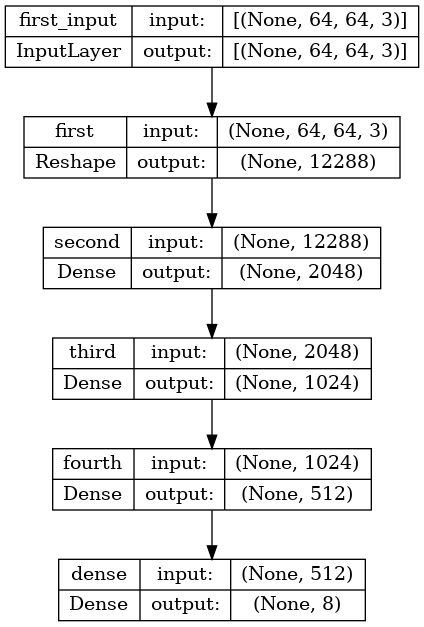 first_input input: [(None, 64, 64, 3)]
InputLayer output: [(None, 64, 64, 3)]
first input: (None, 64, 64, 3)
Reshape output: (None, 12288)
second input: (None, 12288)
Dense output: (None, 2048)
third input: (None, 2048)
Dense output: (None, 1024)
fourth input: (None, 1024)
Dense output: (None, 512)
dense input: (None, 512)
Dense output: (None, 8)